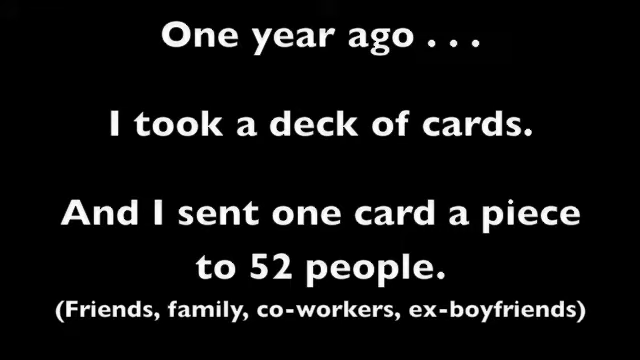 One year ago . . .
I took a deck of cards.
And I sent one card a piece
to 52 people.
(Friends, family, co-workers, ex-boyfriends)